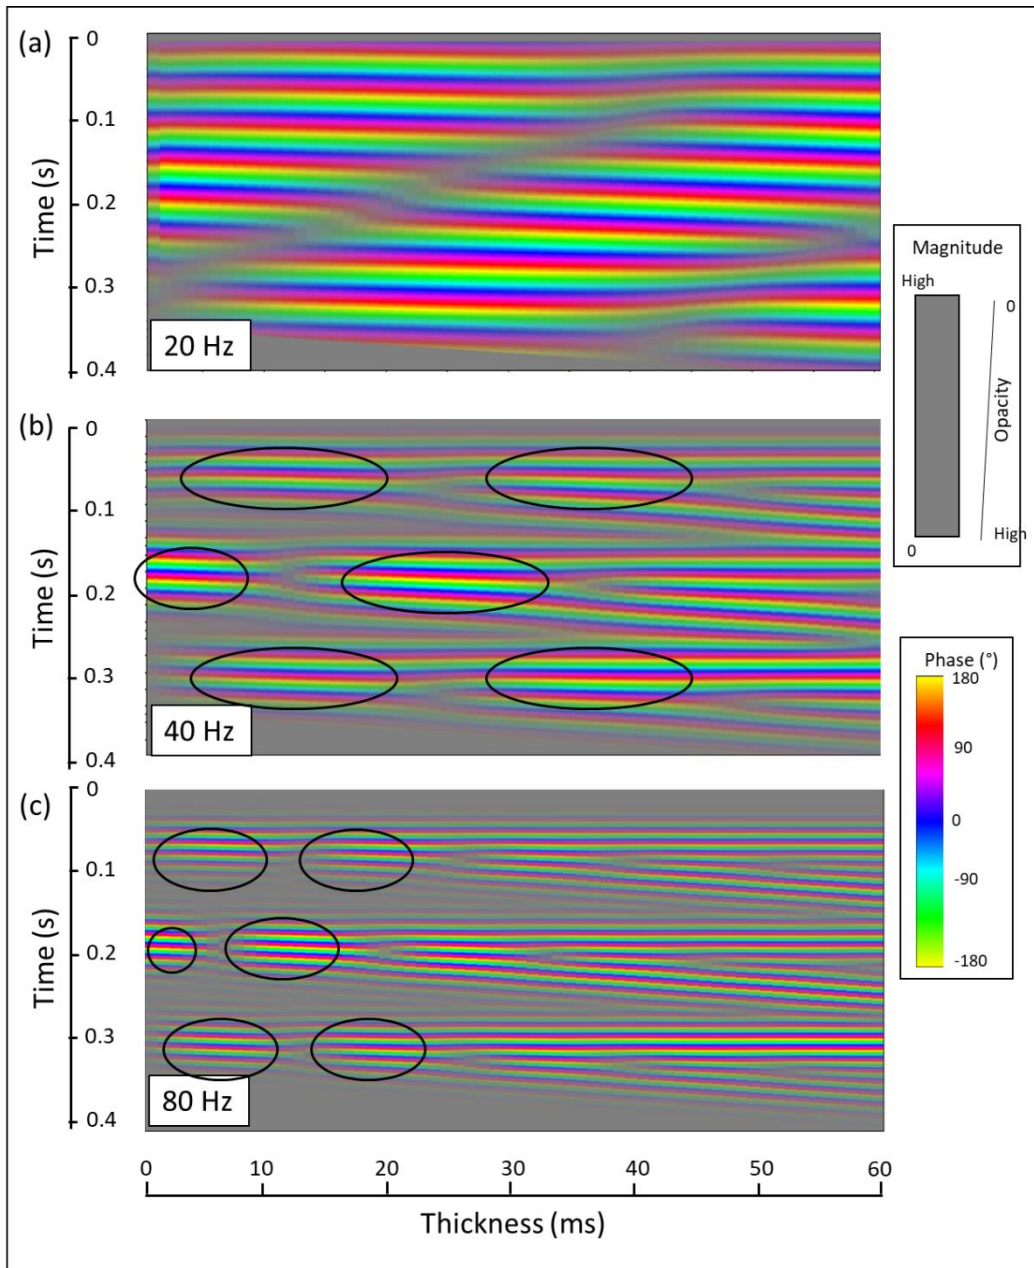 (a)
0
0.1
0.2
0.3
0.4
Time (s)
20 Hz
Magnitude
High
0
Opacity
High
0
(b)
0
0.1
0.2
0.3
0.4
Time (s)
40 Hz
Phase (°)
180
90
0
-90
-180
(c)
0
0.1
0.2
0.3
0.4
Time (s)
80 Hz
0 10 20 30 40 50 60
Thickness (ms)